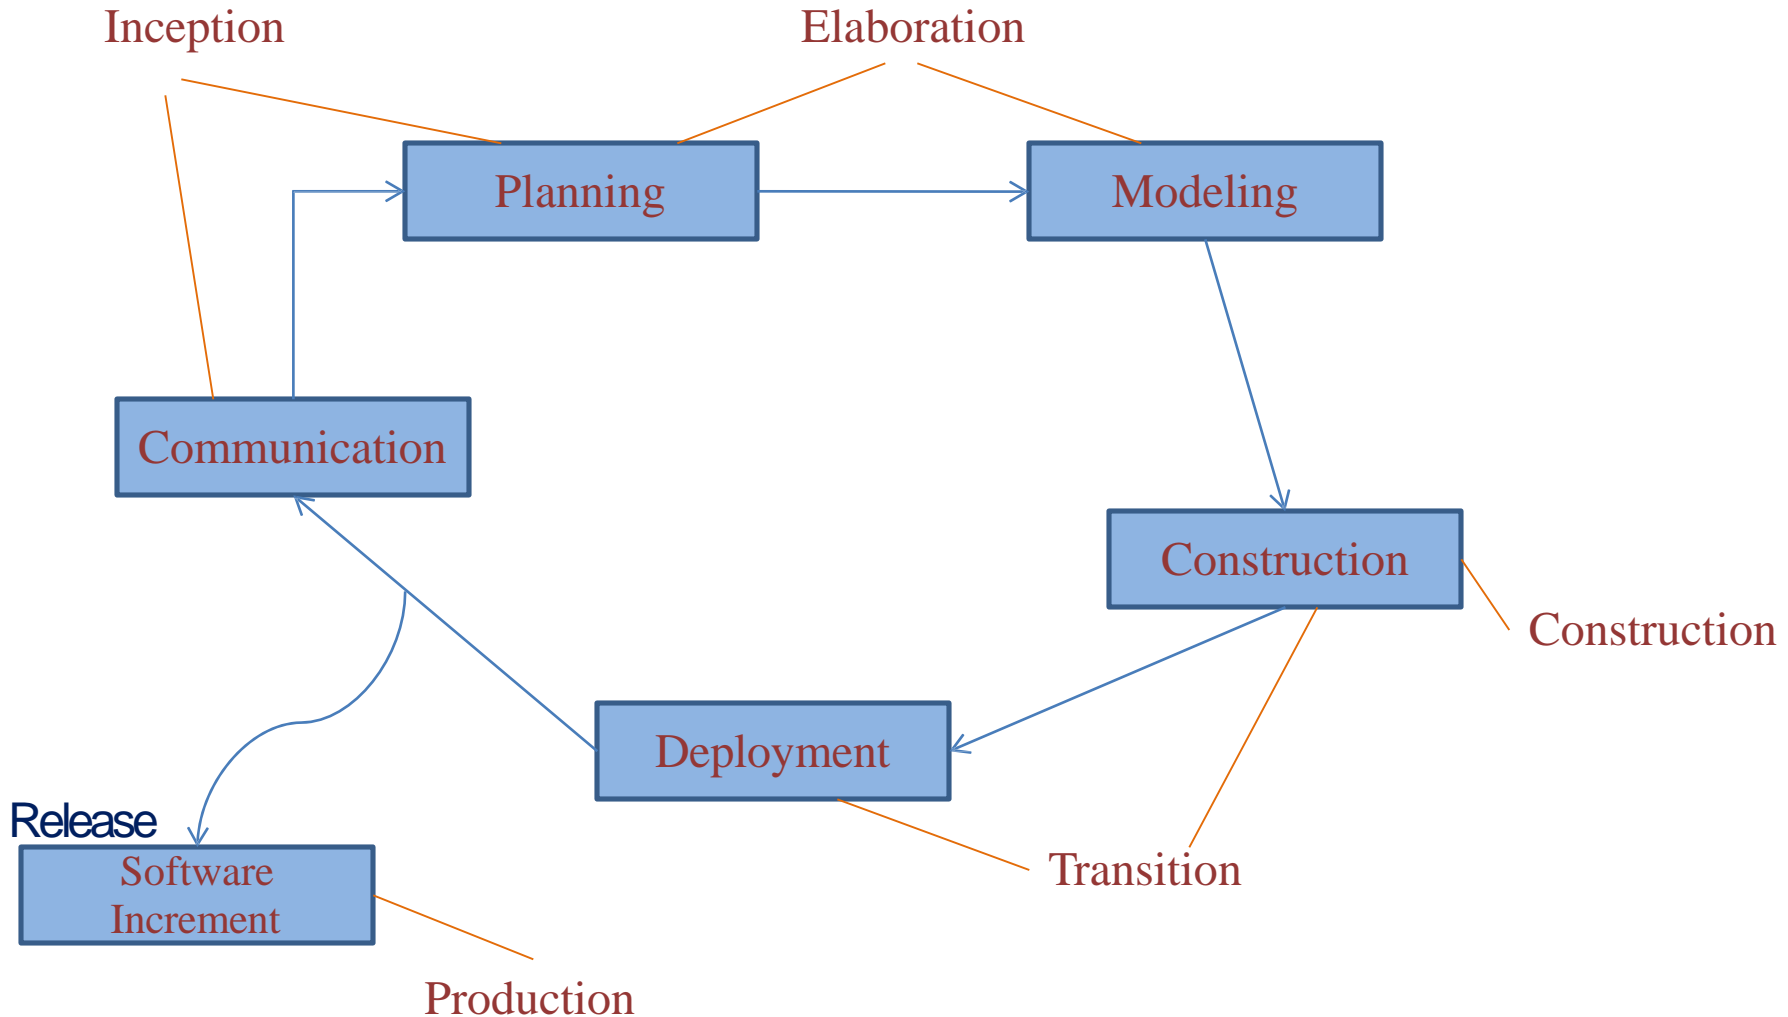 Inception
Elaboration
Planning
Modeling
Communication
Construction
Construction
Deployment
Release
Software
Increment
Transition
Production